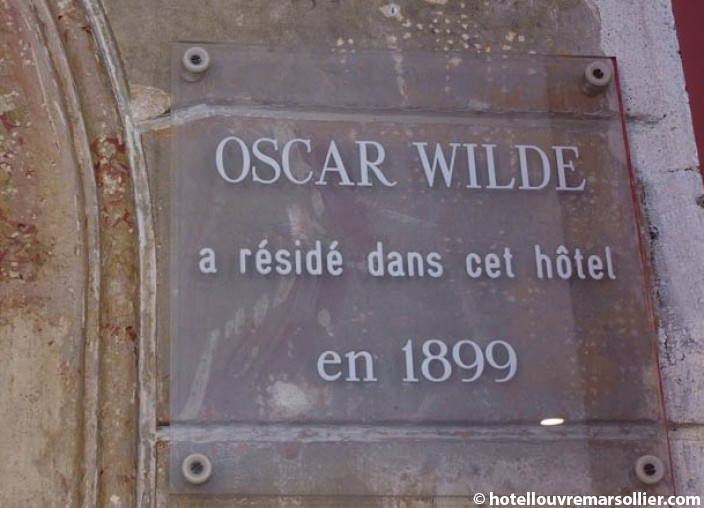 OSCAR WILDE
a résidé dans cet hôtel
en 1899
© hotellouvremarsollier.com